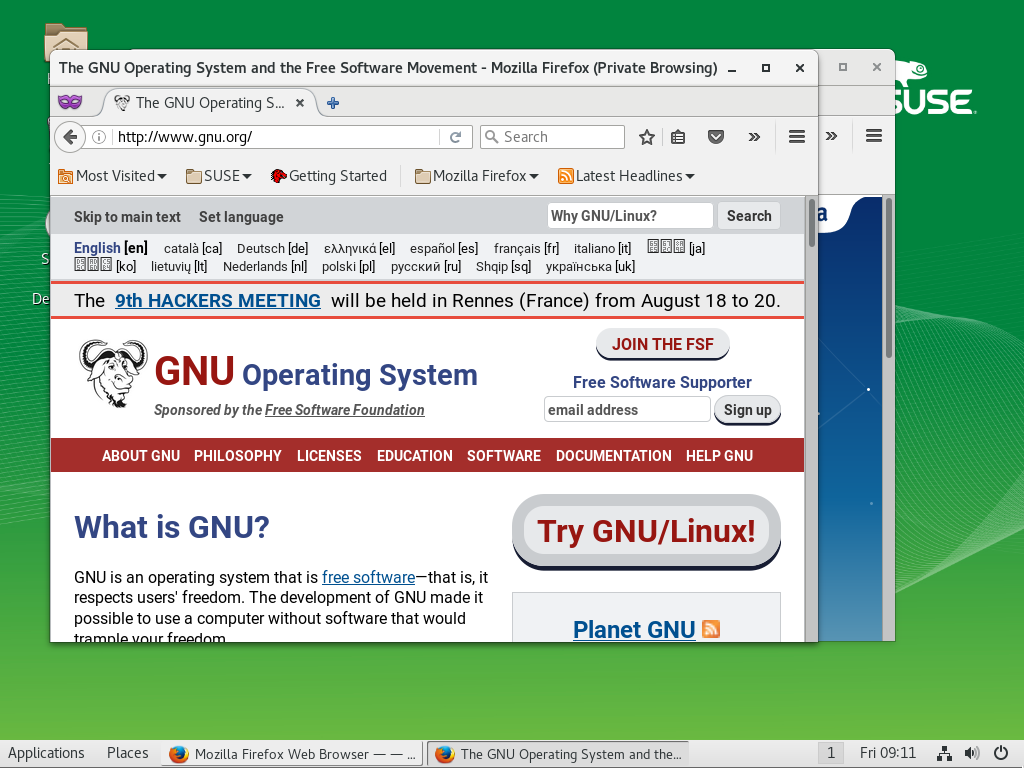 The GNU Operating System and the Free Software Movement - Mozilla Firefox (Private Browsing)
SUSE
The GNU Operating S...
http://www.gnu.org/
Search
Most Visited SUSE Getting Started Mozilla Firefox Latest Headlines
Skip to main text Set language Why GNU/Linux? Search
English [en] català [ca] Deutsch [de] ελληνικά [el] español [es] français [fr] italiano [it] [ja]
[ko] lietuvių [lt] Nederlands [nl] polski [pl] русский [ru] Shqip [sq] українська [uk]
The 9th HACKERS MEETING will be held in Rennes (France) from August 18 to 20.
GNU Operating System
Sponsored by the Free Software Foundation
JOIN THE FSF
Free Software Supporter
email address Sign up
ABOUT GNU PHILOSOPHY LICENSES EDUCATION SOFTWARE DOCUMENTATION HELP GNU
What is GNU?
GNU is an operating system that is free software—that is, it
respects users' freedom. The development of GNU made it
possible to use a computer without software that would
trample your freedom.
Try GNU/Linux!
Planet GNU
Applications Places Mozilla Firefox Web Browser — — ... The GNU Operating System and the... 1 Fri 09:11